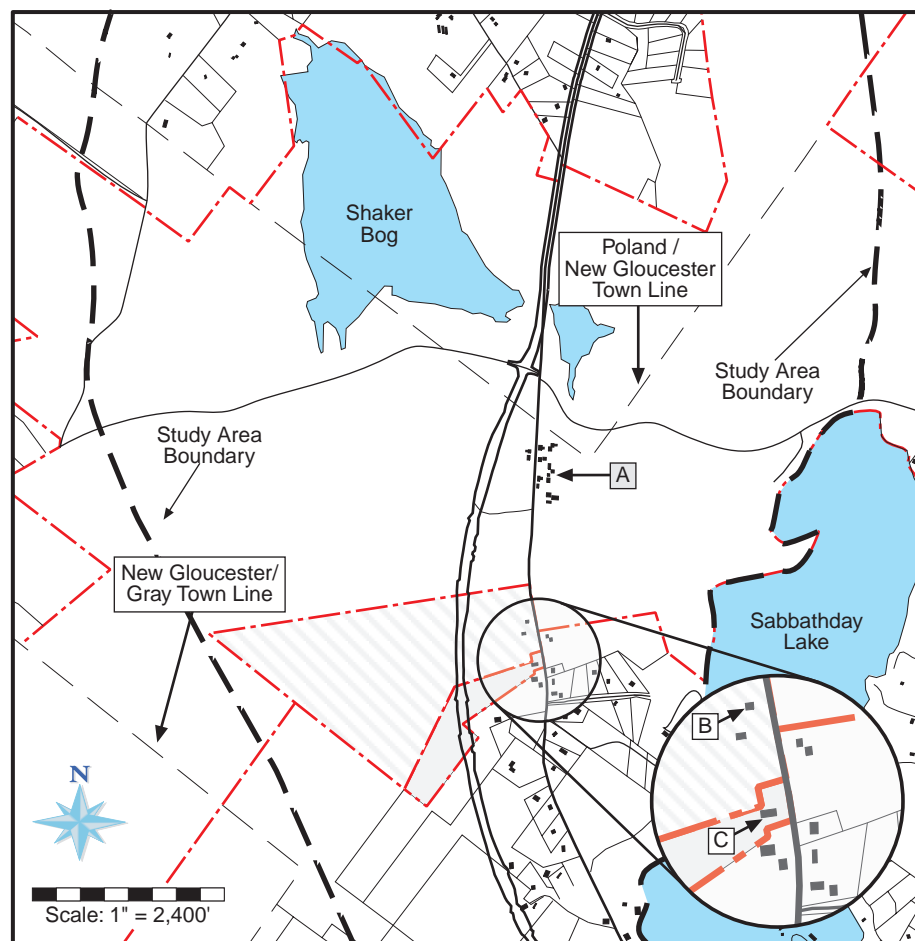 Shaker
Bog
Poland /
New Gloucester
Town Line
Study Area
Boundary
Study Area
Boundary
A
New Gloucester/
Gray Town Line
Sabbathday
Lake
B
C
N
Scale: 1" = 2,400'